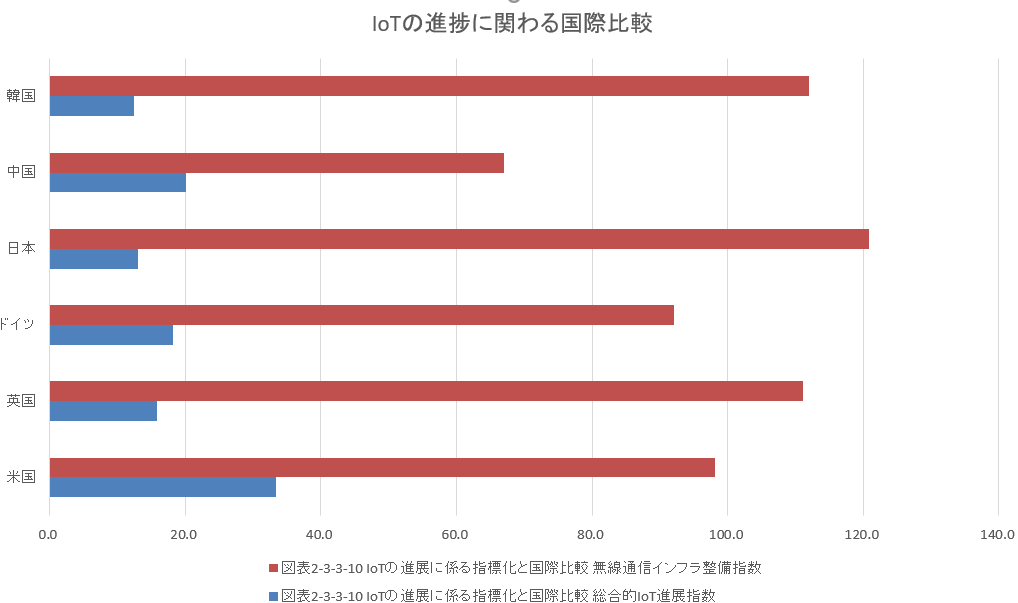 IoTの進捗に関わる国際比較
韓国
中国
日本
ドイツ
英国
米国
0.0 20.0 40.0 60.0 80.0 100.0 120.0 140.0
図表2-3-3-10 IoTの進展に係る指標化と国際比較 無線通信インフラ整備指数
図表2-3-3-10 IoTの進展に係る指標化と国際比較 総合的IoT進展指数